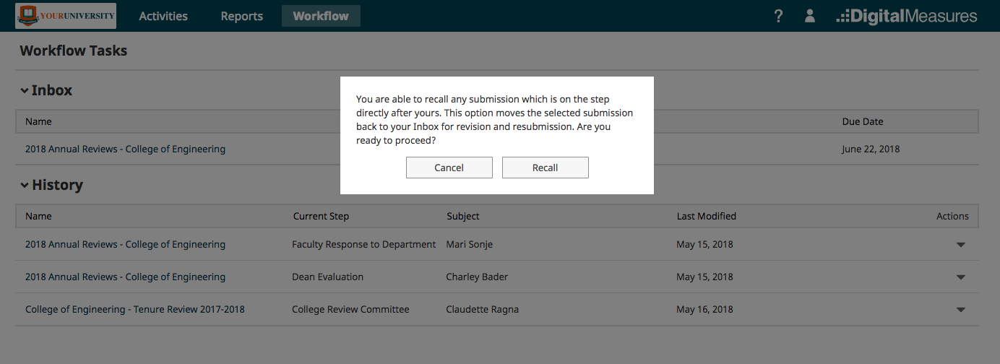 YOURUNIVERSITY Activities Reports Workflow ? DigitalMeasures
Workflow Tasks
Inbox
Name Due Date
2018 Annual Reviews - College of Engineering June 22, 2018
You are able to recall any submission which is on the step
directly after yours. This option moves the selected submission
back to your Inbox for revision and resubmission. Are you
ready to proceed?
Cancel Recall
History
Name Current Step Subject Last Modified Actions
2018 Annual Reviews - College of Engineering Faculty Response to Department Mari Sonje May 15, 2018
2018 Annual Reviews - College of Engineering Dean Evaluation Charley Bader May 15, 2018
College of Engineering - Tenure Review 2017-2018 College Review Committee Claudette Ragna May 16, 2018